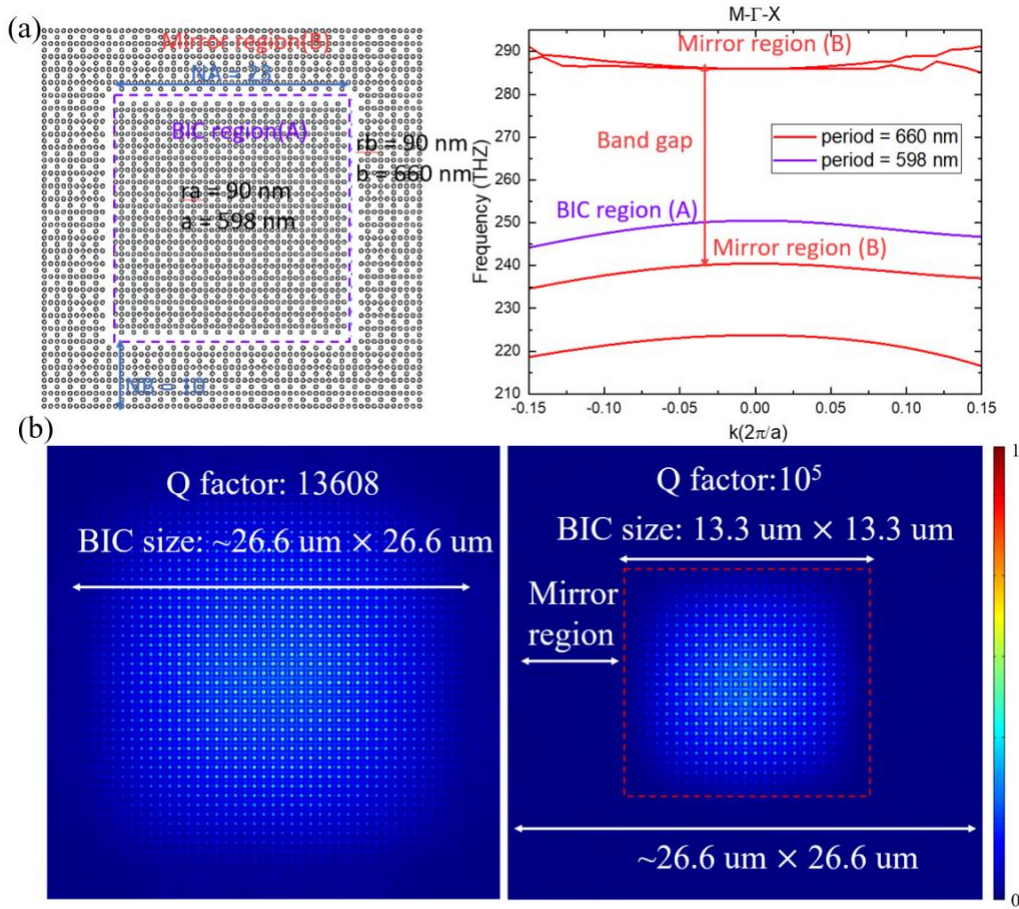 (a)
Mirror region(B)
NA = 23
BIC region(A)
rb = 90 nm
b = 660 nm
ra = 90 nm
a = 598 nm
NB = 10
M-Γ-X
290
280
270
260
250
240
230
220
210
Frequency (THZ)
Mirror region (B)
period = 660 nm
period = 598 nm
Band gap
BIC region (A)
Mirror region (B)
-0.15 -0.10 -0.05 0.00 0.05 0.10 0.15
k(2π/a)
(b)
Q factor: 13608
BIC size: ~26.6 um × 26.6 um
Q factor:10⁵
BIC size: 13.3 um × 13.3 um
Mirror
region
~26.6 um × 26.6 um
1
0